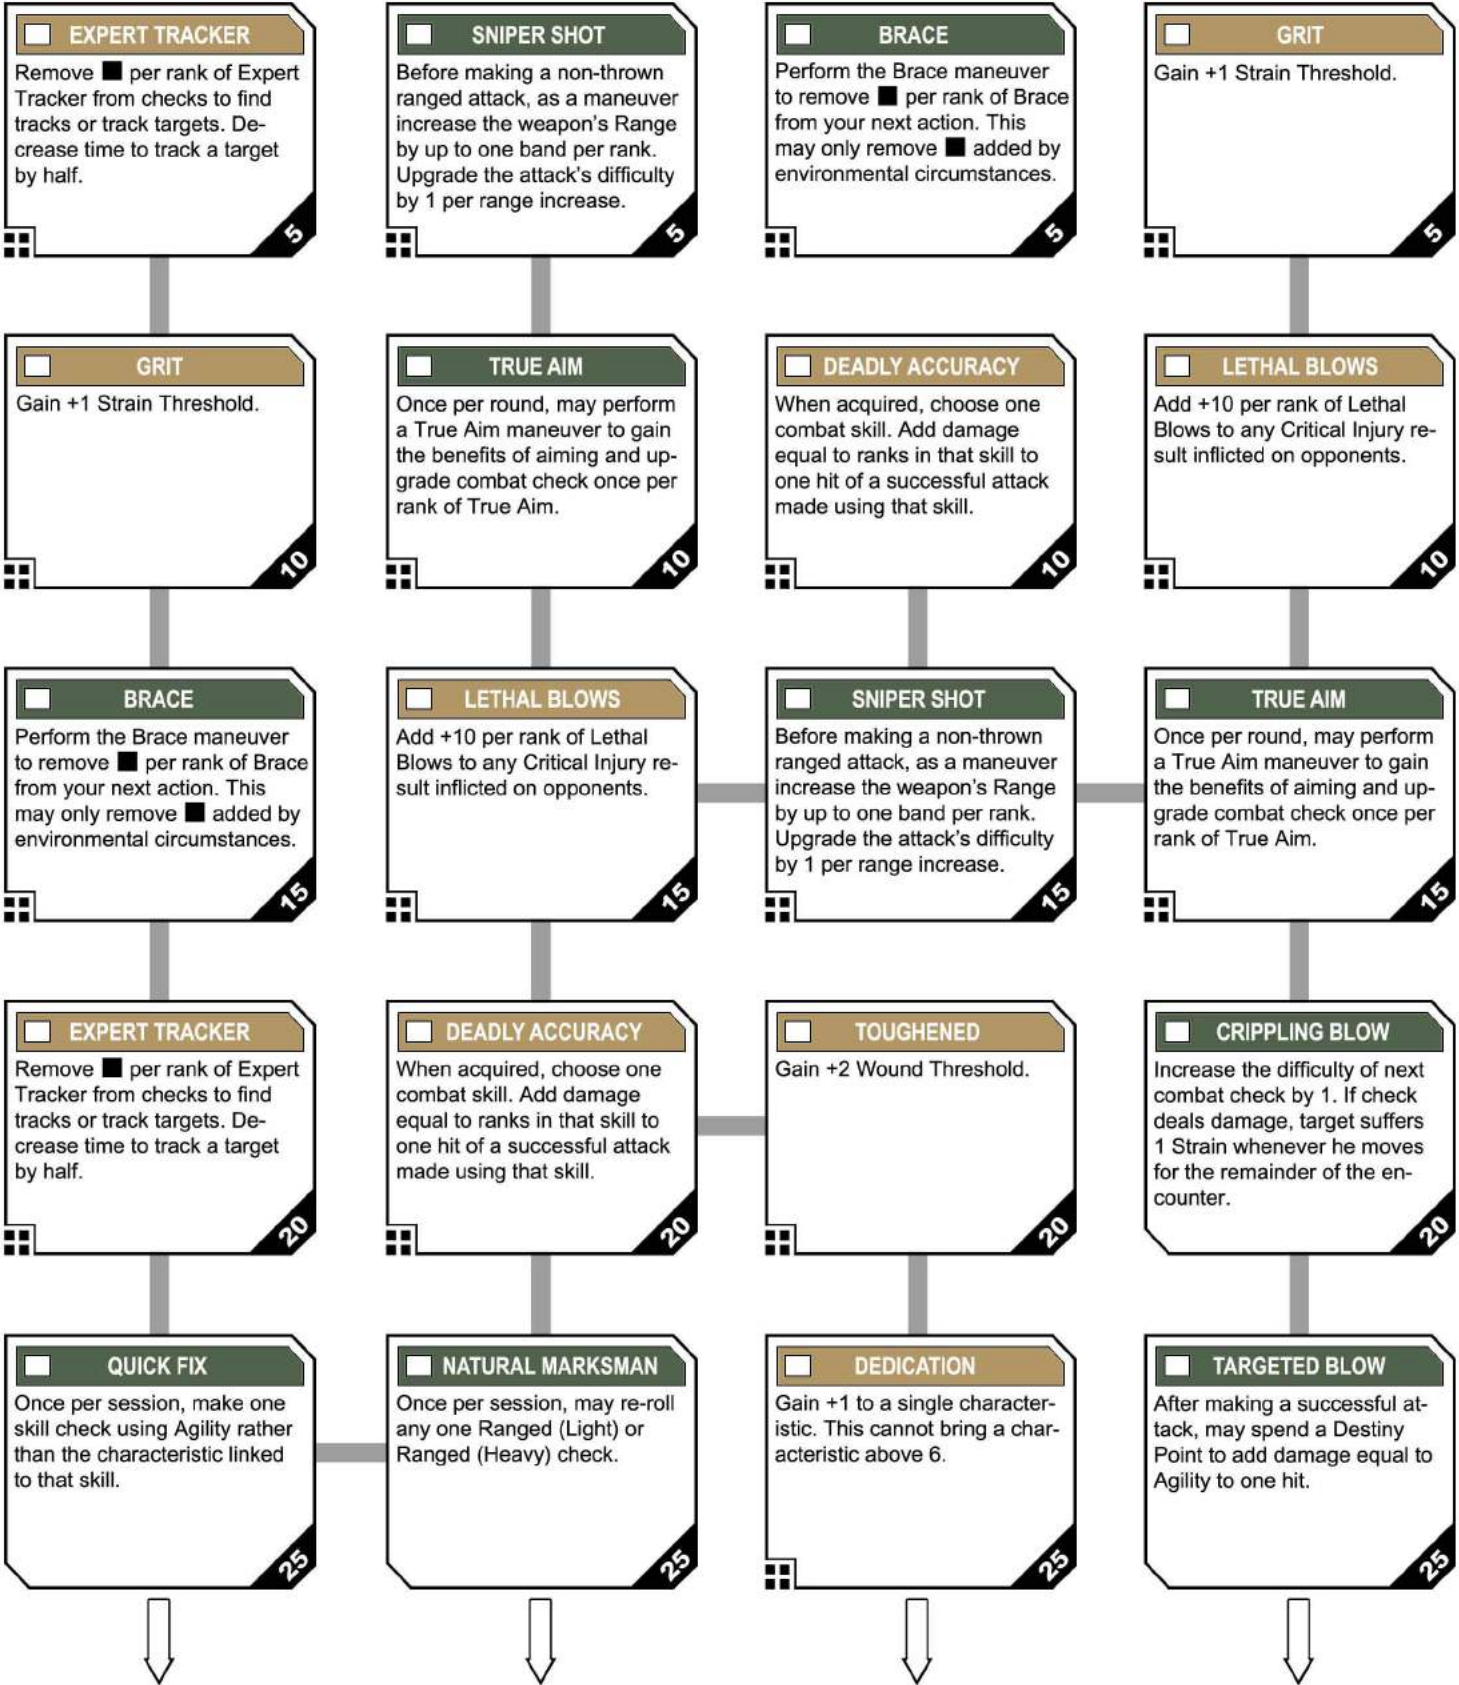 EXPERT TRACKER
Remove ■ per rank of Expert
Tracker from checks to find
tracks or track targets. De-
crease time to track a target
by half.
5
SNIPER SHOT
Before making a non-thrown
ranged attack, as a maneuver
increase the weapon's Range
by up to one band per rank.
Upgrade the attack's difficulty
by 1 per range increase.
5
BRACE
Perform the Brace maneuver
to remove ■ per rank of Brace
from your next action. This
may only remove ■ added by
environmental circumstances.
5
GRIT
Gain +1 Strain Threshold.
5
GRIT
Gain +1 Strain Threshold.
10
TRUE AIM
Once per round, may perform
a True Aim maneuver to gain
the benefits of aiming and up-
grade combat check once per
rank of True Aim.
10
DEADLY ACCURACY
When acquired, choose one
combat skill. Add damage
equal to ranks in that skill to
one hit of a successful attack
made using that skill.
10
LETHAL BLOWS
Add +10 per rank of Lethal
Blows to any Critical Injury re-
sult inflicted on opponents.
10
BRACE
Perform the Brace maneuver
to remove ■ per rank of Brace
from your next action. This
may only remove ■ added by
environmental circumstances.
15
LETHAL BLOWS
Add +10 per rank of Lethal
Blows to any Critical Injury re-
sult inflicted on opponents.
15
SNIPER SHOT
Before making a non-thrown
ranged attack, as a maneuver
increase the weapon's Range
by up to one band per rank.
Upgrade the attack's difficulty
by 1 per range increase.
15
TRUE AIM
Once per round, may perform
a True Aim maneuver to gain
the benefits of aiming and up-
grade combat check once per
rank of True Aim.
15
EXPERT TRACKER
Remove ■ per rank of Expert
Tracker from checks to find
tracks or track targets. De-
crease time to track a target
by half.
20
DEADLY ACCURACY
When acquired, choose one
combat skill. Add damage
equal to ranks in that skill to
one hit of a successful attack
made using that skill.
20
TOUGHENED
Gain +2 Wound Threshold.
20
CRIPPLING BLOW
Increase the difficulty of next
combat check by 1. If check
deals damage, target suffers
1 Strain whenever he moves
for the remainder of the en-
counter.
20
QUICK FIX
Once per session, make one
skill check using Agility rather
than the characteristic linked
to that skill.
25
NATURAL MARKSMAN
Once per session, may re-roll
any one Ranged (Light) or
Ranged (Heavy) check.
25
DEDICATION
Gain +1 to a single character-
istic. This cannot bring a char-
acteristic above 6.
25
TARGETED BLOW
After making a successful at-
tack, may spend a Destiny
Point to add damage equal to
Agility to one hit.
25